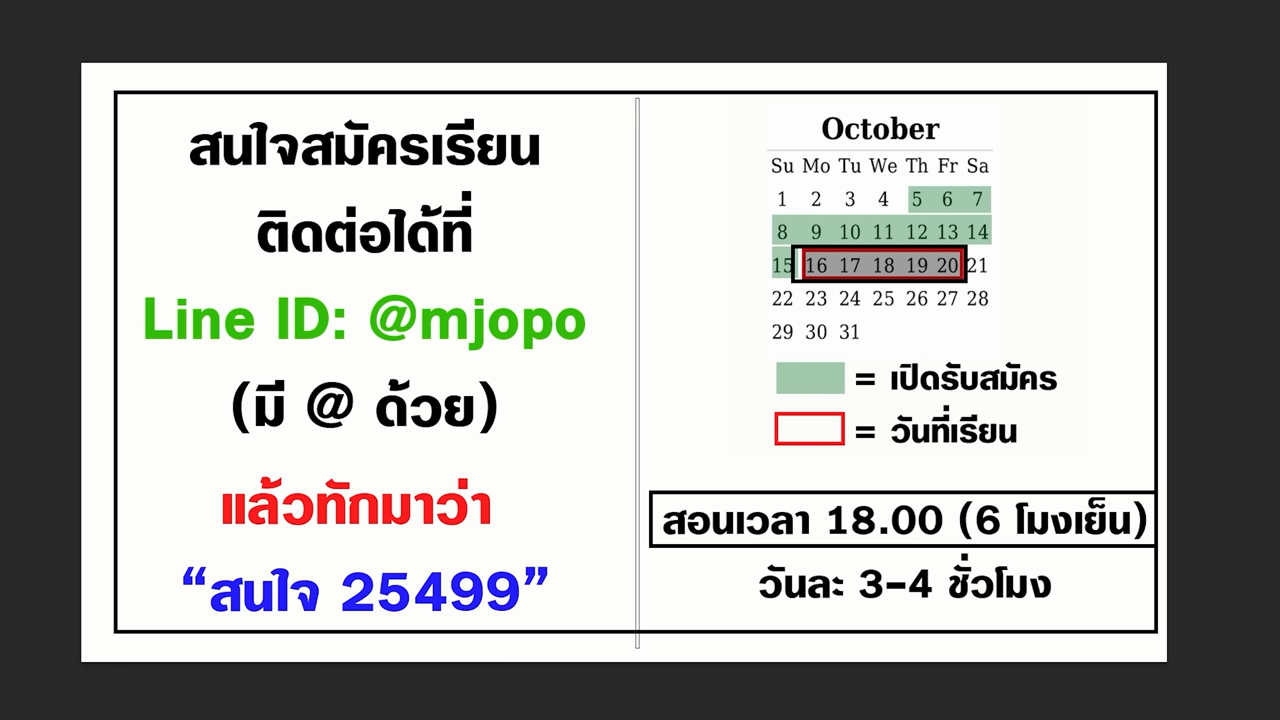 สนใจสมัครเรียน
ติดต่อได้ที่
Line ID: @mjopo
(มี @ ด้วย)
แล้วทักมาว่า
“สนใจ 25499”
October
Su Mo Tu We Th Fr Sa
1 2 3 4 5 6 7
8 9 10 11 12 13 14
15 16 17 18 19 20 21
22 23 24 25 26 27 28
29 30 31
= เปิดรับสมัคร
= วันที่เรียน
สอนเวลา 18.00 (6 โมงเย็น)
วันละ 3-4 ชั่วโมง